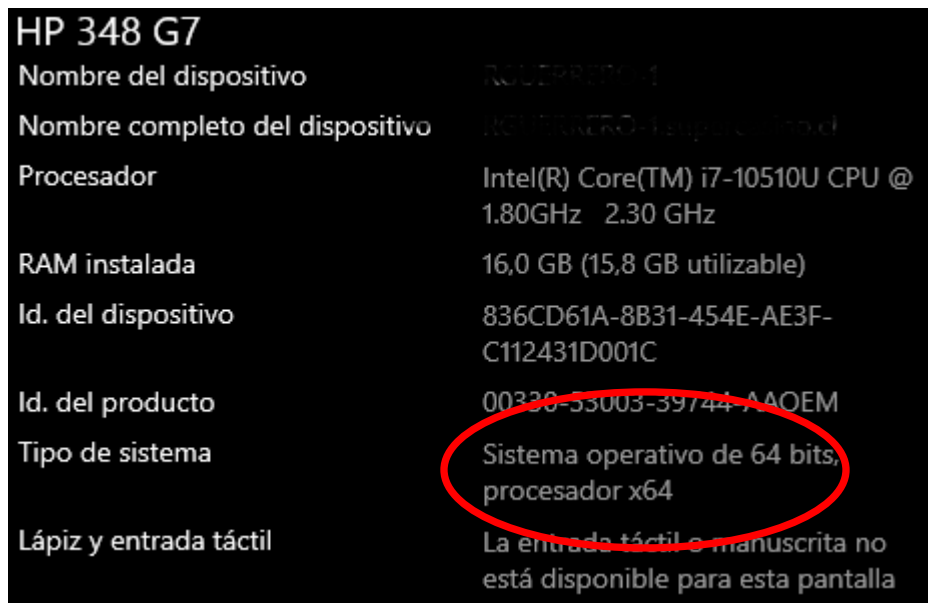 HP 348 G7
Nombre del dispositivo
Nombre completo del dispositivo
Procesador Intel(R) Core(TM) i7-10510U CPU @
1.80GHz 2.30 GHz
RAM instalada 16,0 GB (15,8 GB utilizable)
Id. del dispositivo 836CD61A-8B31-454E-AE3F-
C112431D001C
Id. del producto 00330-53003-39744-AAOEM
Tipo de sistema Sistema operativo de 64 bits,
procesador x64
Lápiz y entrada táctil La entrada táctil o manuscrita no
está disponible para esta pantalla